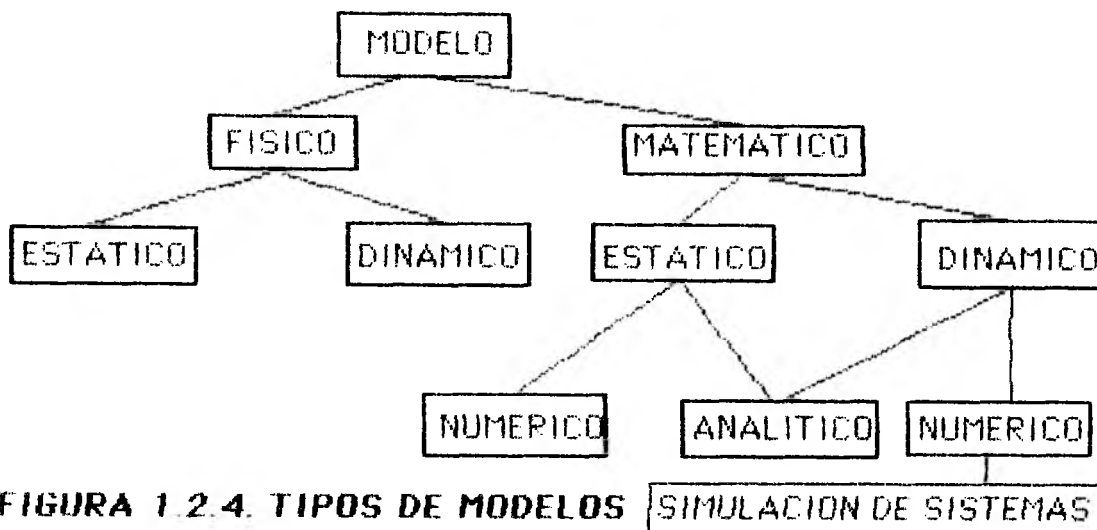 MODELO
FISICO MATEMATICO
ESTATICO DINAMICO ESTATICO DINAMICO
NUMERICO ANALITICO NUMERICO
FIGURA 1.2.4. TIPOS DE MODELOS SIMULACION DE SISTEMAS